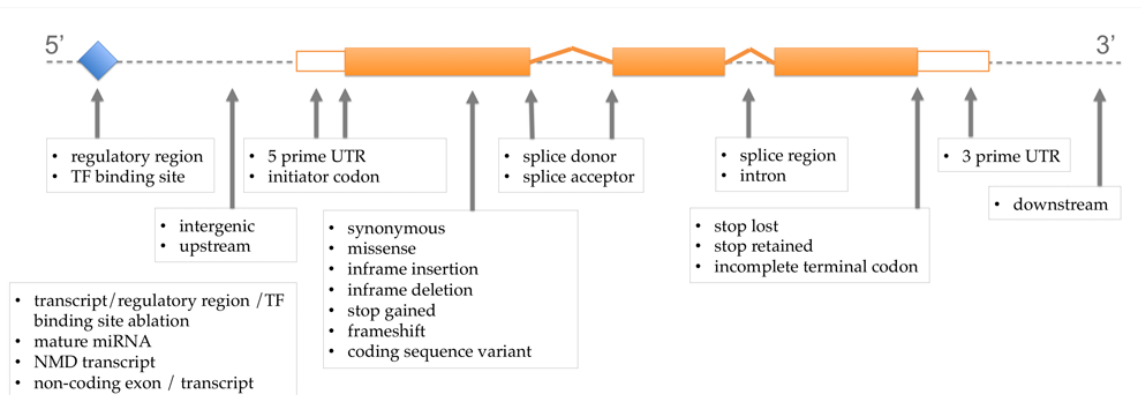 5’
3’
• regulatory region
• TF binding site
• 5 prime UTR
• initiator codon
• splice donor
• splice acceptor
• splice region
• intron
• 3 prime UTR
• downstream
• intergenic
• upstream
• synonymous
• missense
• inframe insertion
• inframe deletion
• stop gained
• frameshift
• coding sequence variant
• stop lost
• stop retained
• incomplete terminal codon
• transcript/regulatory region /TF
binding site ablation
• mature miRNA
• NMD transcript
• non-coding exon / transcript